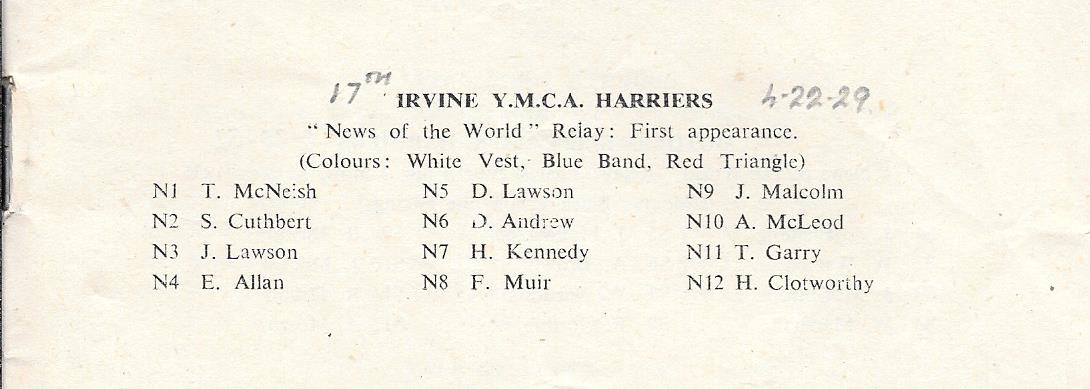 17TH IRVINE Y.M.C.A. HARRIERS 4-22-29.
"News of the World" Relay: First appearance.
(Colours: White Vest, Blue Band, Red Triangle)
N1 T. McNeish N5 D. Lawson N9 J. Malcolm
N2 S. Cuthbert N6 D. Andrew N10 A. McLeod
N3 J. Lawson N7 H. Kennedy N11 T. Garry
N4 E. Allan N8 F. Muir N12 H. Clotworthy